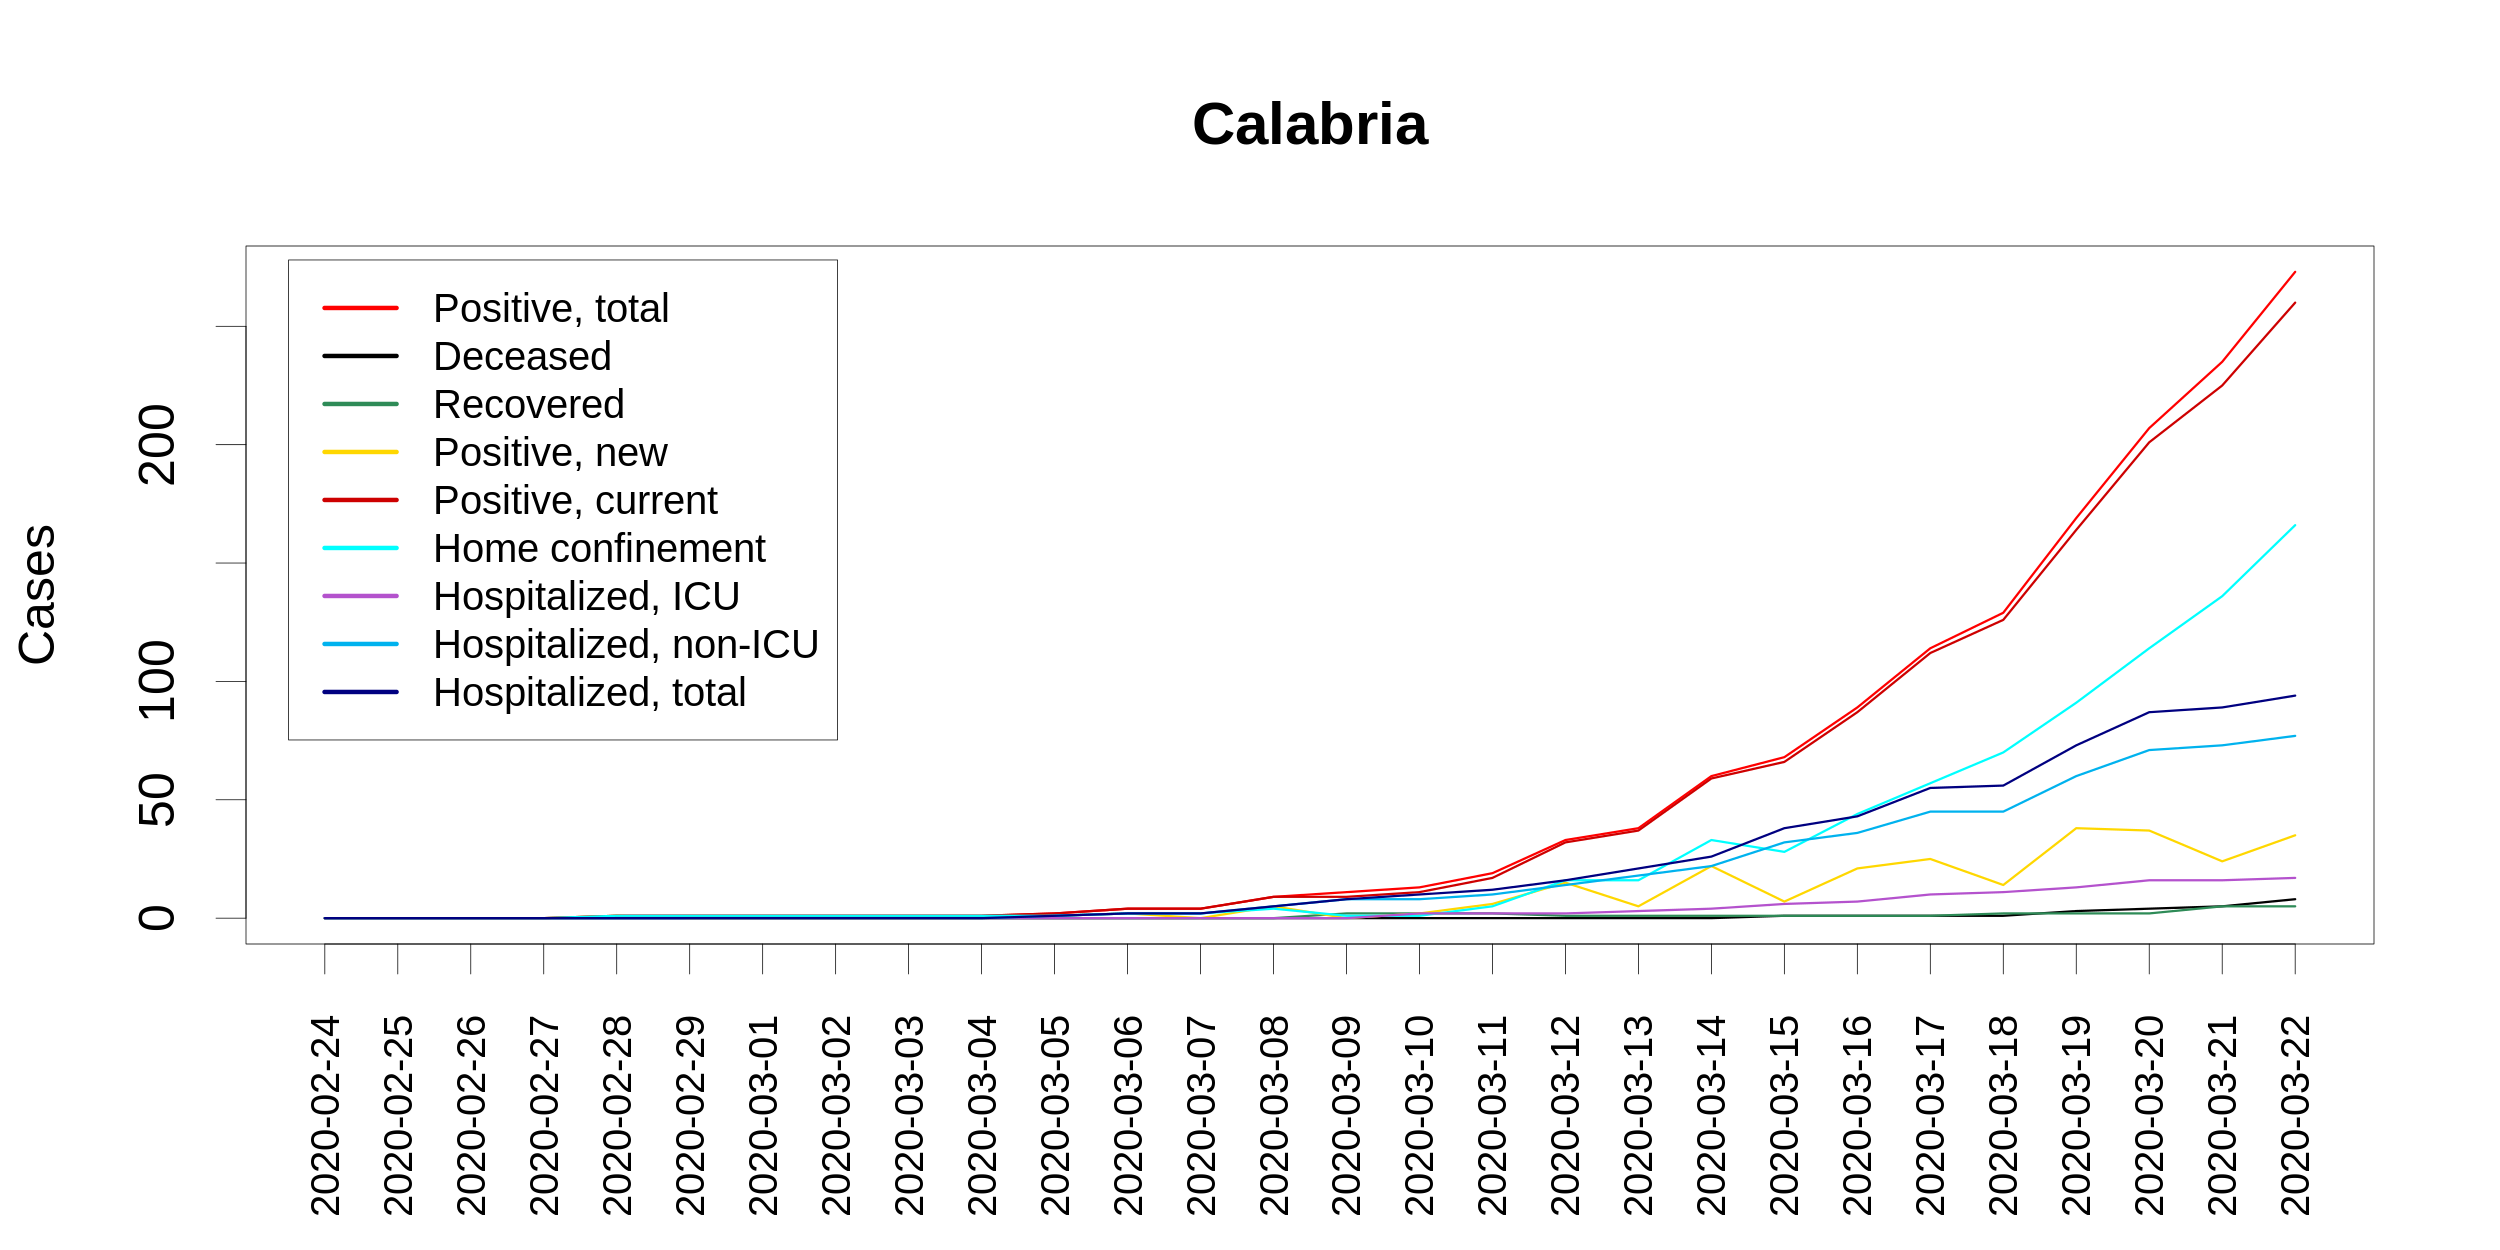 Calabria
Cases
200
100
50
0
Positive, total
Deceased
Recovered
Positive, new
Positive, current
Home confinement
Hospitalized, ICU
Hospitalized, non-ICU
Hospitalized, total
2020-02-24
2020-02-25
2020-02-26
2020-02-27
2020-02-28
2020-02-29
2020-03-01
2020-03-02
2020-03-03
2020-03-04
2020-03-05
2020-03-06
2020-03-07
2020-03-08
2020-03-09
2020-03-10
2020-03-11
2020-03-12
2020-03-13
2020-03-14
2020-03-15
2020-03-16
2020-03-17
2020-03-18
2020-03-19
2020-03-20
2020-03-21
2020-03-22